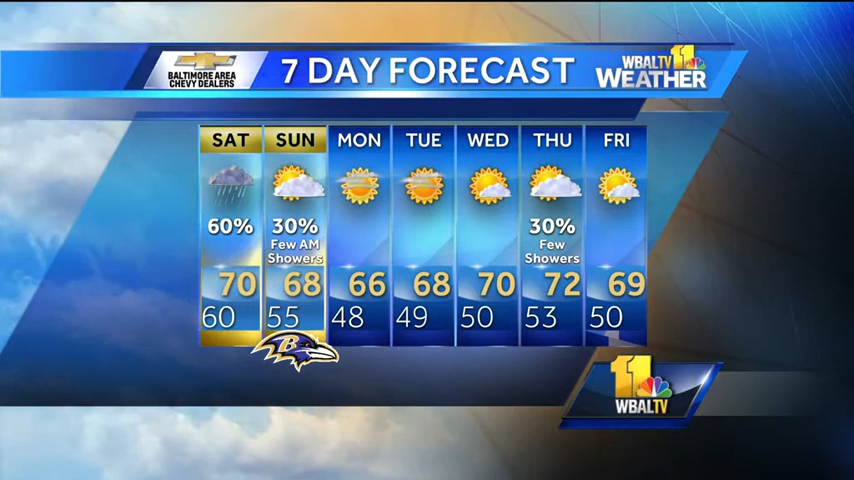 BALTIMORE AREA
CHEVY DEALERS
7 DAY FORECAST
WBALTV 11
WEATHER
SAT SUN MON TUE WED THU FRI
60% 30% 30%
Few AM Few
Showers Showers
70 68 66 68 70 72 69
60 55 48 49 50 53 50
B
11
WBALTV